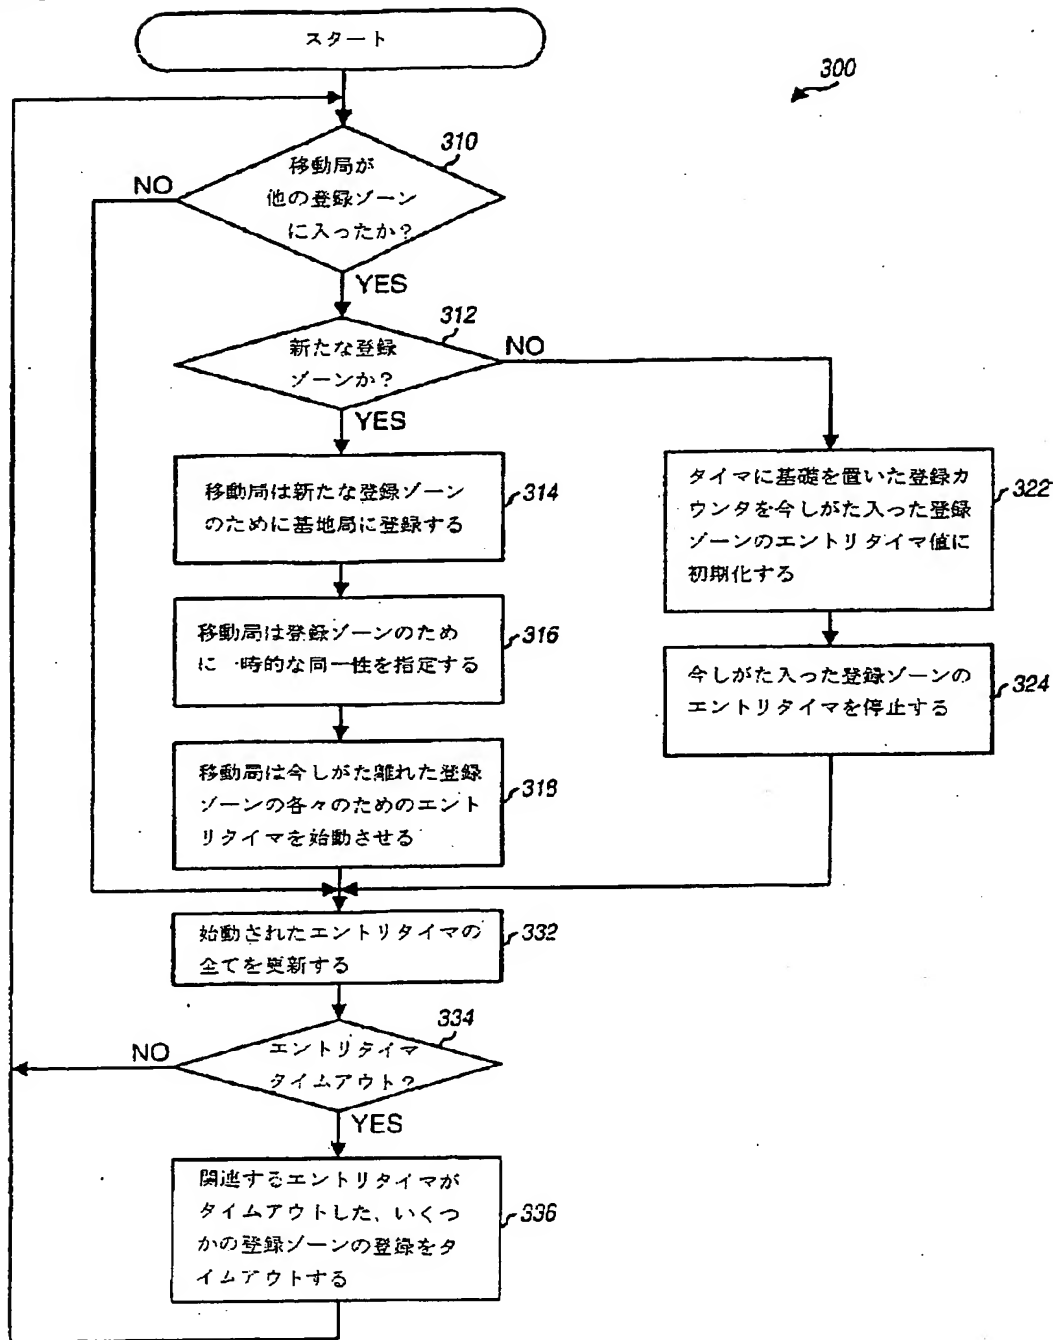 スタート
300
310
移動局が
他の登録ゾーン
に入ったか?
NO
YES
312
新たな登録
ゾーンか?
NO
YES
移動局は新たな登録ゾーン
のために基地局に登録する
314
タイマに基礎を置いた登録カ
ウンタを今しがた入った登録
ゾーンのエントリタイマ値に
初期化する
322
移動局は登録ゾーンのため
に一時的な同一性を指定する
316
今しがた入った登録ゾーンの
エントリタイマを停止する
324
移動局は今しがた離れた登録
ゾーンの各々のためのエント
リタイマを始動させる
318
始動されたエントリタイマの
全てを更新する
332
334
エントリタイマ
タイムアウト?
NO
YES
関連するエントリタイマが
タイムアウトした、いくつ
かの登録ゾーンの登録をタ
イムアウトする
336